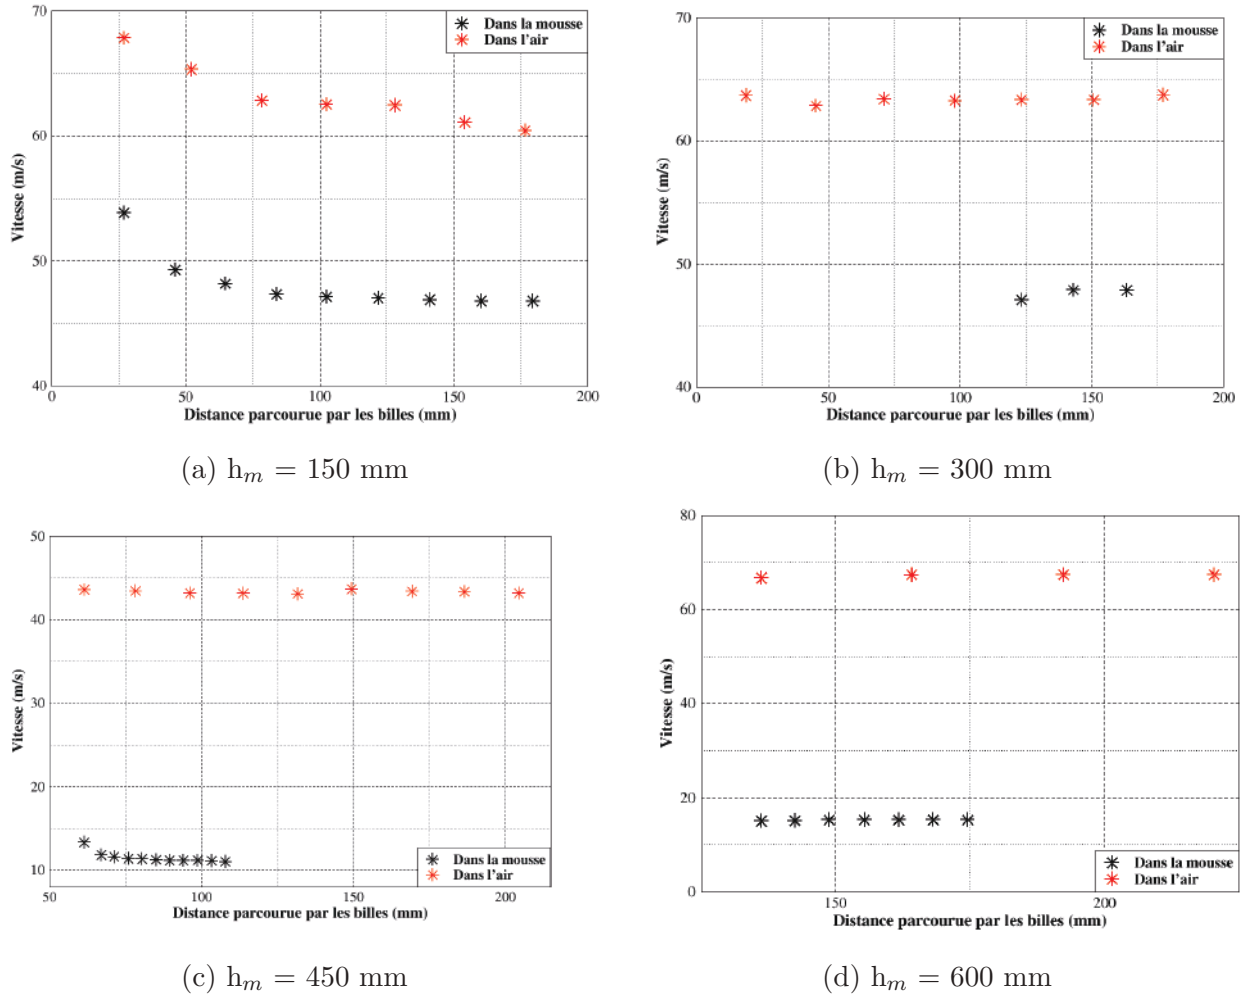 70
60
50
40
Vitesse (m/s)
Dans la mousse
Dans l'air
0
50
100
150
200
Distance parcourue par les billes (mm)
(a) hm = 150 mm
70
60
50
40
Vitesse (m/s)
Dans la mousse
Dans l'air
0
50
100
150
200
Distance parcourue par les billes (mm)
(b) hm = 300 mm
50
40
30
20
10
Vitesse (m/s)
Dans la mousse
Dans l'air
50
100
150
200
Distance parcourue par les billes (mm)
(c) hm = 450 mm
80
60
40
20
0
Vitesse (m/s)
Dans la mousse
Dans l'air
150
200
Distance parcourue par les billes (mm)
(d) hm = 600 mm